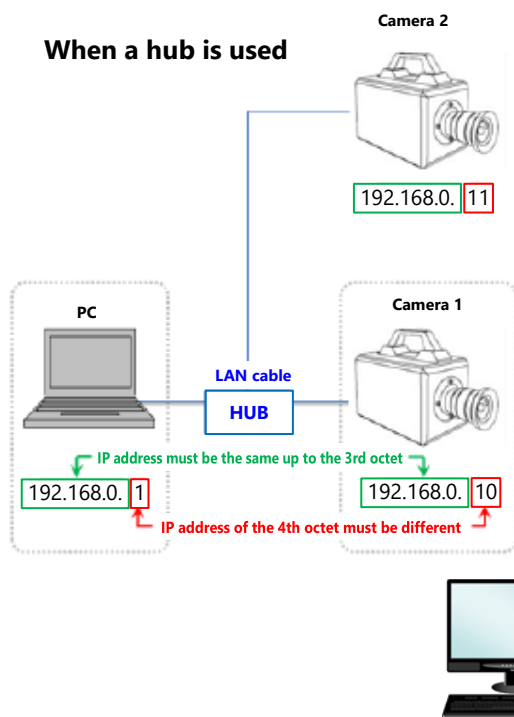 Camera 2
When a hub is used
192.168.0. 11
PC
Camera 1
LAN cable
HUB
IP address must be the same up to the 3rd octet
192.168.0. 1
192.168.0. 10
IP address of the 4th octet must be different